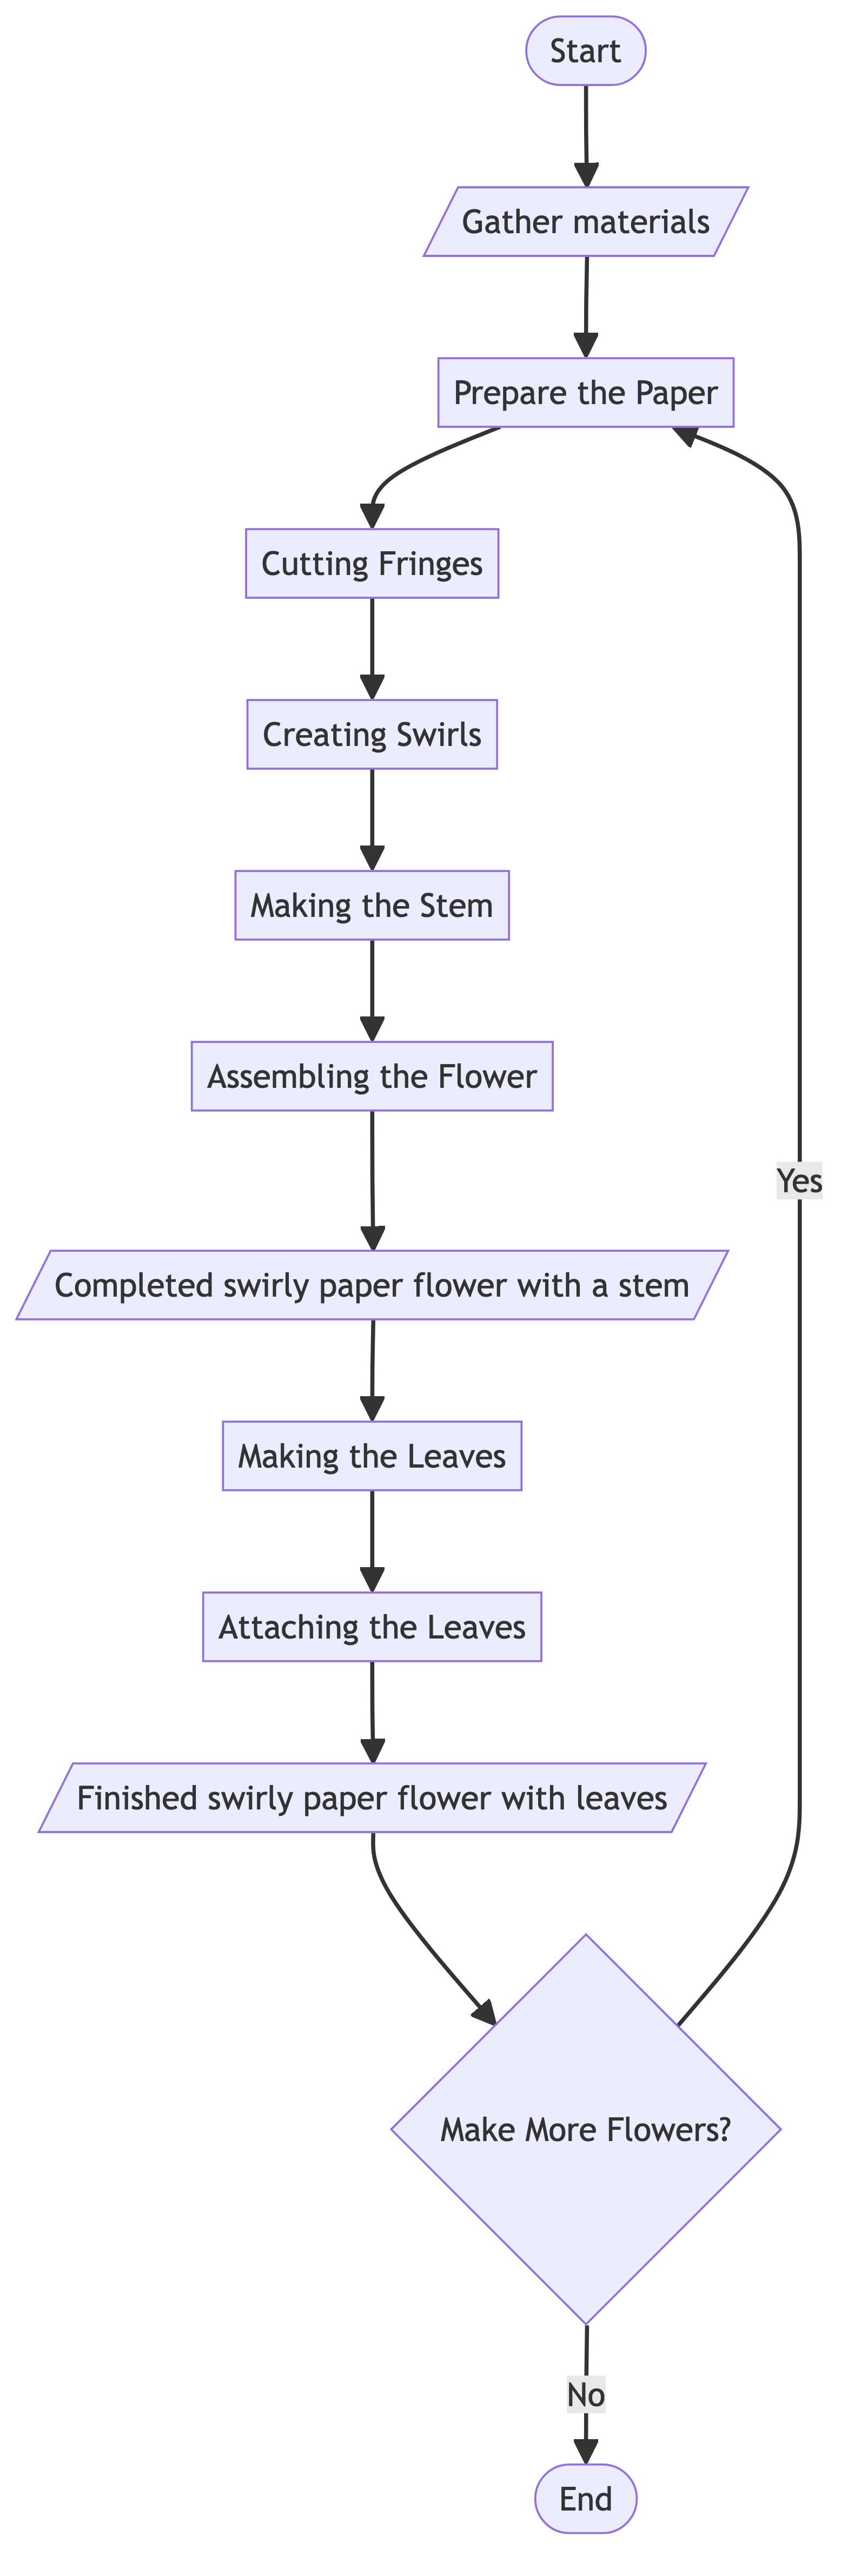 Start
Gather materials
Prepare the Paper
Cutting Fringes
Creating Swirls
Making the Stem
Assembling the Flower
Yes
Completed swirly paper flower with a stem
Making the Leaves
Attaching the Leaves
Finished swirly paper flower with leaves
Make More Flowers?
No
End